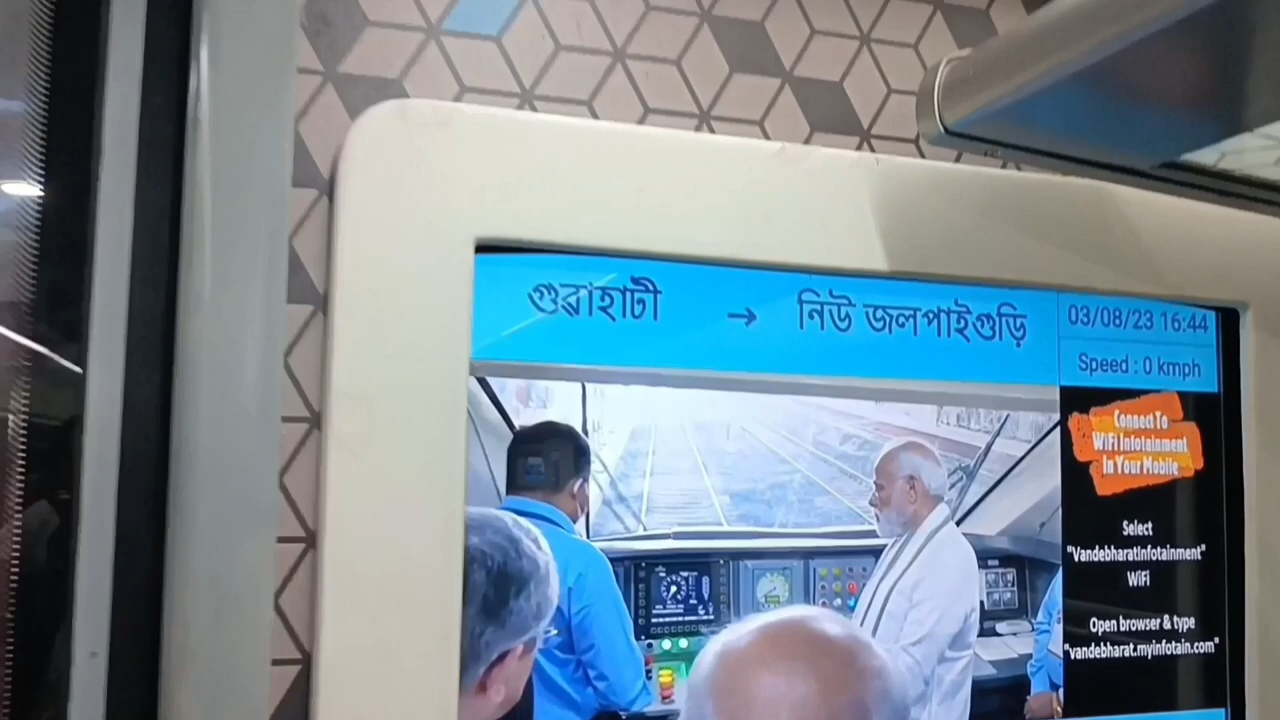 গুৱাহাটী → নিউ জলপাইগুড়ি
03/08/23 16:44
Speed : 0 kmph
Connect To
WiFi Infotainment
In Your Mobile
Select
"VandebharatInfotainment"
WiFi
Open browser & type
"vandebharat.myinfotain.com"